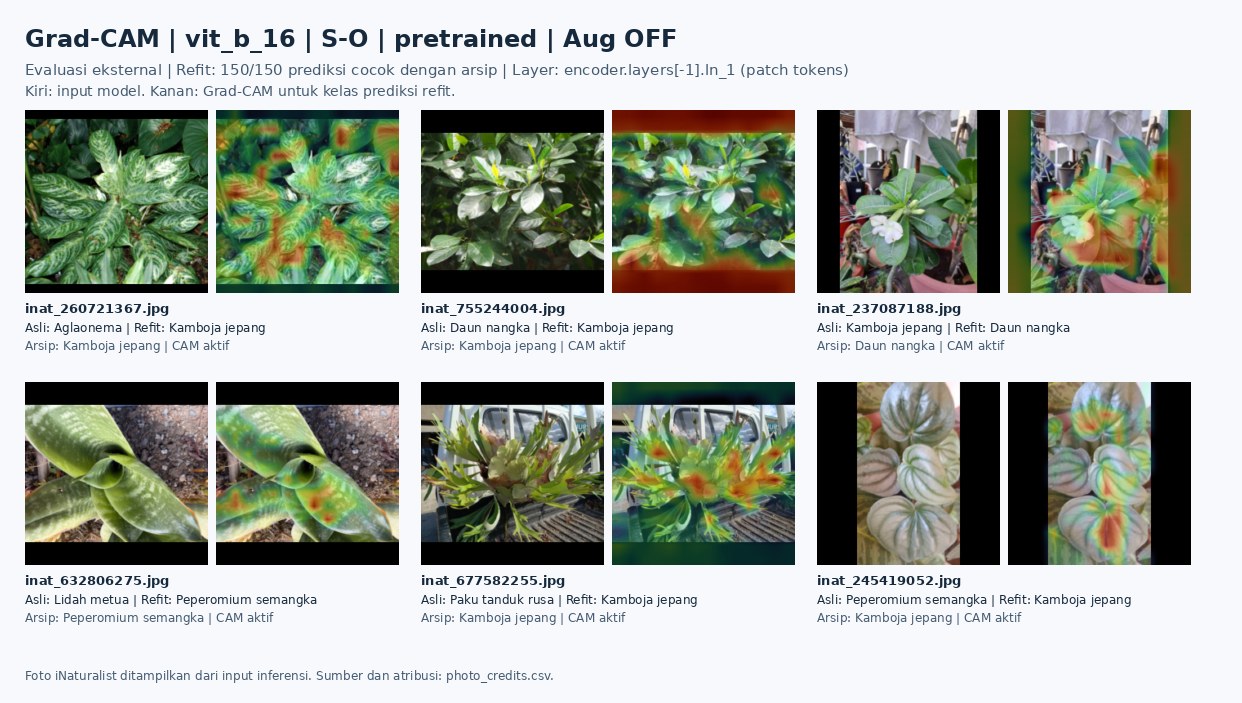 Grad-CAM | vit_b_16 | S-O | pretrained | Aug OFF
Evaluasi eksternal | Refit: 150/150 prediksi cocok dengan arsip | Layer: encoder.layers[-1].ln_1 (patch tokens)
Kiri: input model. Kanan: Grad-CAM untuk kelas prediksi refit.
inat_260721367.jpg
Asli: Aglaonema | Refit: Kamboja jepang
Arsip: Kamboja jepang | CAM aktif
inat_755244004.jpg
Asli: Daun nangka | Refit: Kamboja jepang
Arsip: Kamboja jepang | CAM aktif
inat_237087188.jpg
Asli: Kamboja jepang | Refit: Daun nangka
Arsip: Daun nangka | CAM aktif
inat_632806275.jpg
Asli: Lidah metua | Refit: Peperomium semangka
Arsip: Peperomium semangka | CAM aktif
inat_677582255.jpg
Asli: Paku tanduk rusa | Refit: Kamboja jepang
Arsip: Kamboja jepang | CAM aktif
inat_245419052.jpg
Asli: Peperomium semangka | Refit: Kamboja jepang
Arsip: Kamboja jepang | CAM aktif
Foto iNaturalist ditampilkan dari input inferensi. Sumber dan atribusi: photo_credits.csv.